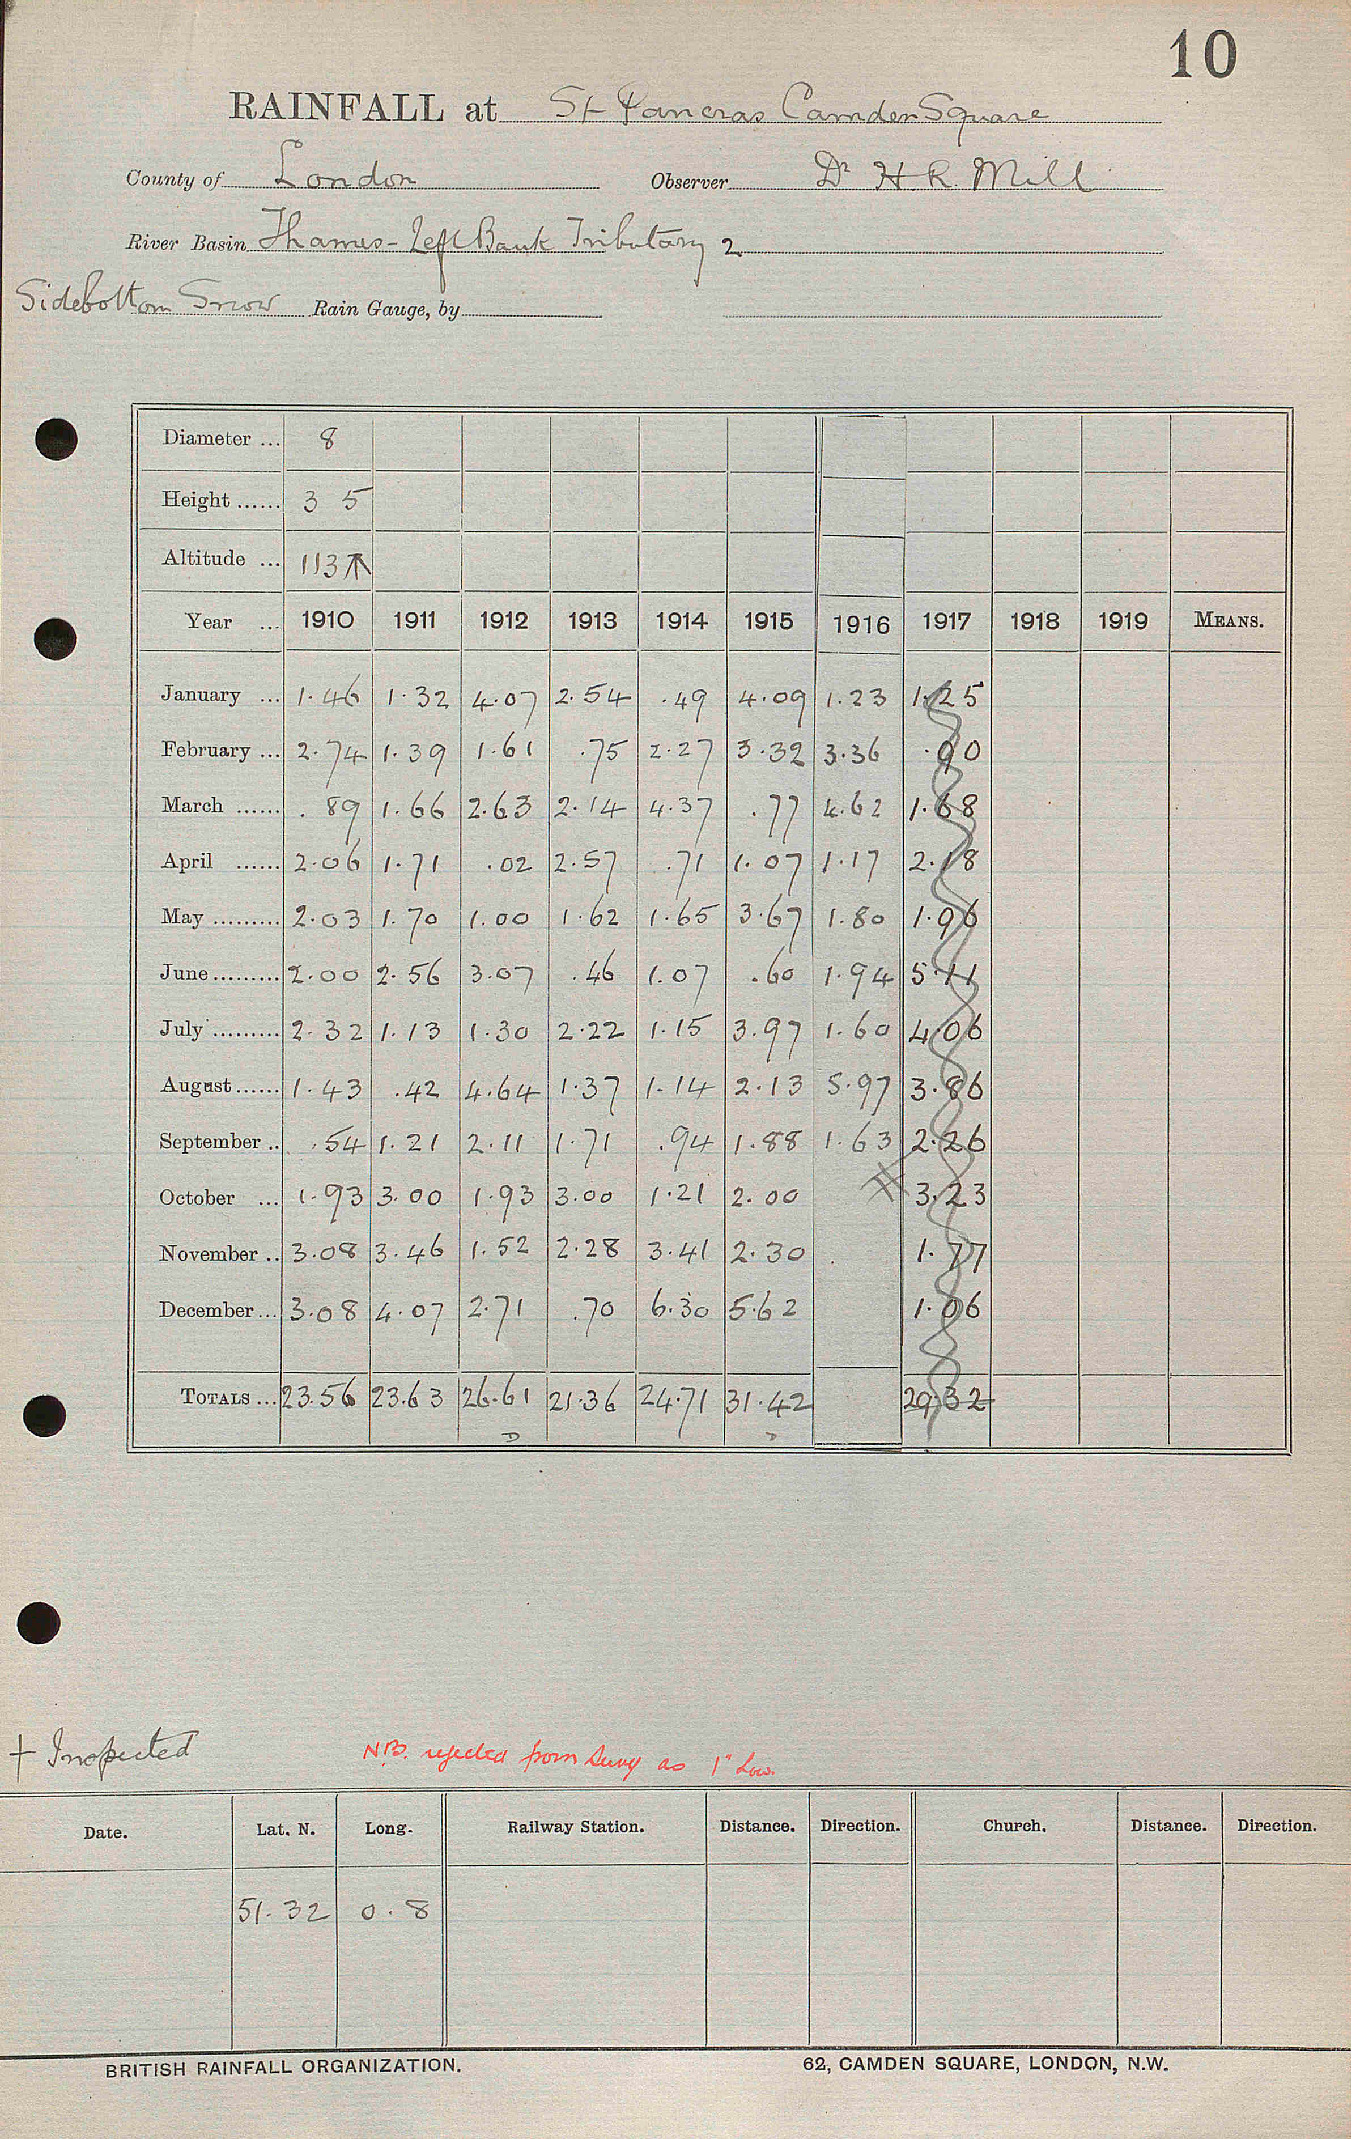 10
RAINFALL at St Pancras Camden Square
County of London Observer Dr H. R. Mill
River Basin Thames - Left Bank Tributary 2
Sidebottom Snow Rain Gauge, by
Diameter ... 8
Height ...... 3 5
Altitude ... 113
Year ... 1910 1911 1912 1913 1914 1915 1916 1917 1918 1919 MEANS.
January ... 1.46 1.32 4.07 2.54 .49 4.09 1.23 1.25
February ... 2.74 1.39 1.61 .75 2.27 3.32 3.36 .90
March ...... .89 1.66 2.63 2.14 4.37 .77 4.62 1.68
April ...... 2.06 1.71 .02 2.57 .71 1.07 1.17 2.18
May ......... 2.03 1.70 1.00 1.62 1.65 3.67 1.80 1.96
June ......... 2.00 2.56 3.07 .46 1.07 .60 1.94 5.11
July ......... 2.32 1.13 1.30 2.22 1.15 3.97 1.60 4.06
August ...... 1.43 .42 4.64 1.37 1.14 2.13 5.97 3.86
September .. .54 1.21 2.11 1.71 .94 1.88 1.63 2.26
October ... 1.93 3.00 1.93 3.00 1.21 2.00 3.23
November .. 3.08 3.46 1.52 2.28 3.41 2.30 1.77
December ... 3.08 4.07 2.71 .70 6.30 5.62 1.06
TOTALS ... 23.56 23.63 26.61 21.36 24.71 31.42 29.32
+ Inspected
N.B. rejected from as 1" Low.
Date. Lat. N. Long. Railway Station. Distance. Direction. Church. Distance. Direction.
51.32 0.8
BRITISH RAINFALL ORGANIZATION. 62, CAMDEN SQUARE, LONDON, N.W.